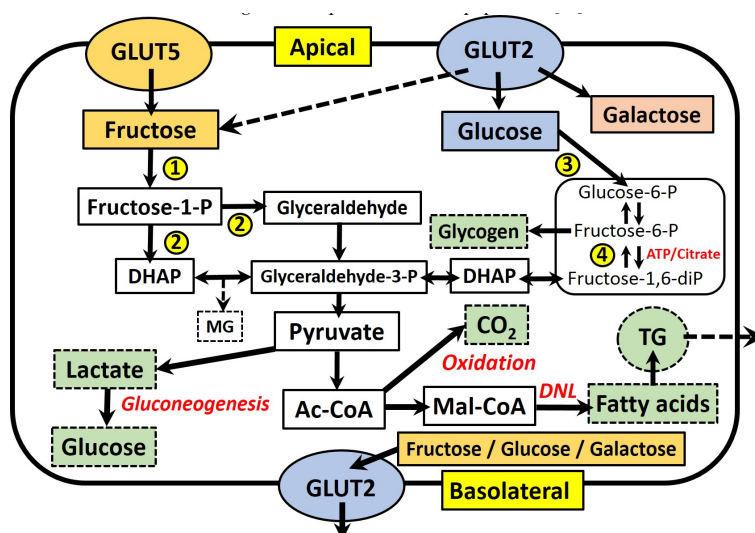 GLUT5
Apical
GLUT2
Fructose
Glucose
Galactose
1
3
Fructose-1-P
2
Glyceraldehyde
Glucose-6-P
Glycogen
Fructose-6-P
2
4
ATP/Citrate
DHAP
Glyceraldehyde-3-P
DHAP
Fructose-1,6-diP
MG
Pyruvate
CO2
TG
Lactate
Oxidation
Gluconeogenesis
Ac-CoA
Mal-CoA
DNL
Fatty acids
Glucose
Fructose / Glucose / Galactose
GLUT2
Basolateral